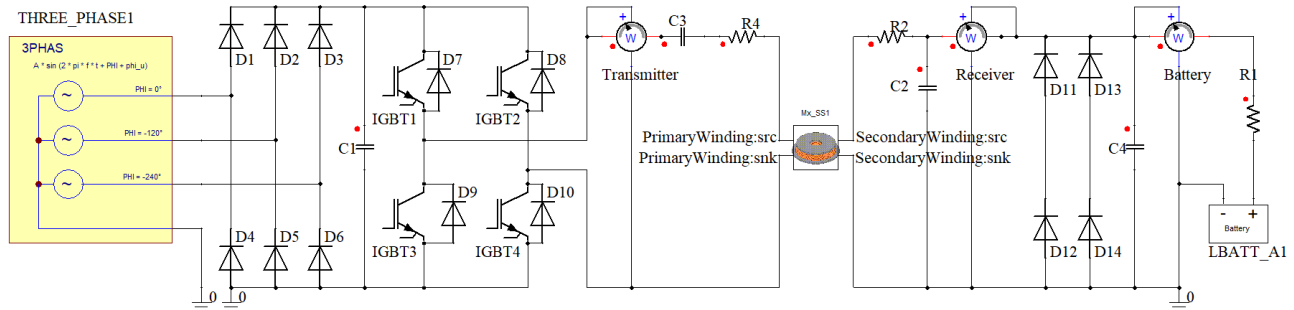 THREE_PHASE1
3PHAS
A * sin (2 * pi * f * t + PHI + phi_u)
PHI = 0°
PHI = -120°
PHI = -240°
~
~
~
0
0
D1
D2
D3
D4
D5
D6
C1
D7
D8
IGBT1
IGBT2
D9
D10
IGBT3
IGBT4
+
W
Transmitter
C3
R4
PrimaryWinding:src
PrimaryWinding:snk
Mx_SS1
SecondaryWinding:src
SecondaryWinding:snk
R2
C2
+
W
Receiver
D11
D13
D12
D14
C4
+
W
Battery
R1
0
- +
Battery
LBATT_A1